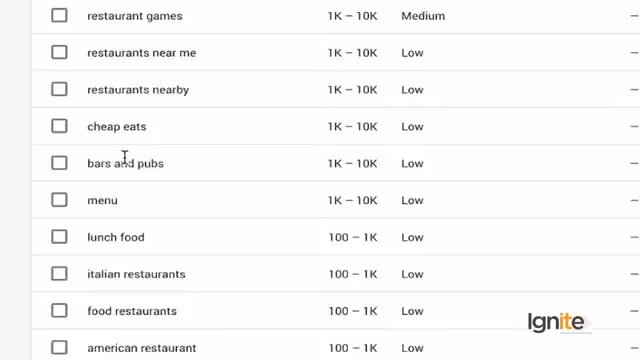 restaurant games 1K – 10K Medium
restaurants near me 1K – 10K Low –
restaurants nearby 1K – 10K Low –
cheap eats 1K – 10K Low –
bars and pubs 1K – 10K Low –
menu 1K – 10K Low –
lunch food 100 – 1K Low –
italian restaurants 100 – 1K Low –
food restaurants 100 – 1K Low
american restaurant 100 – 1K Low –
Ignite